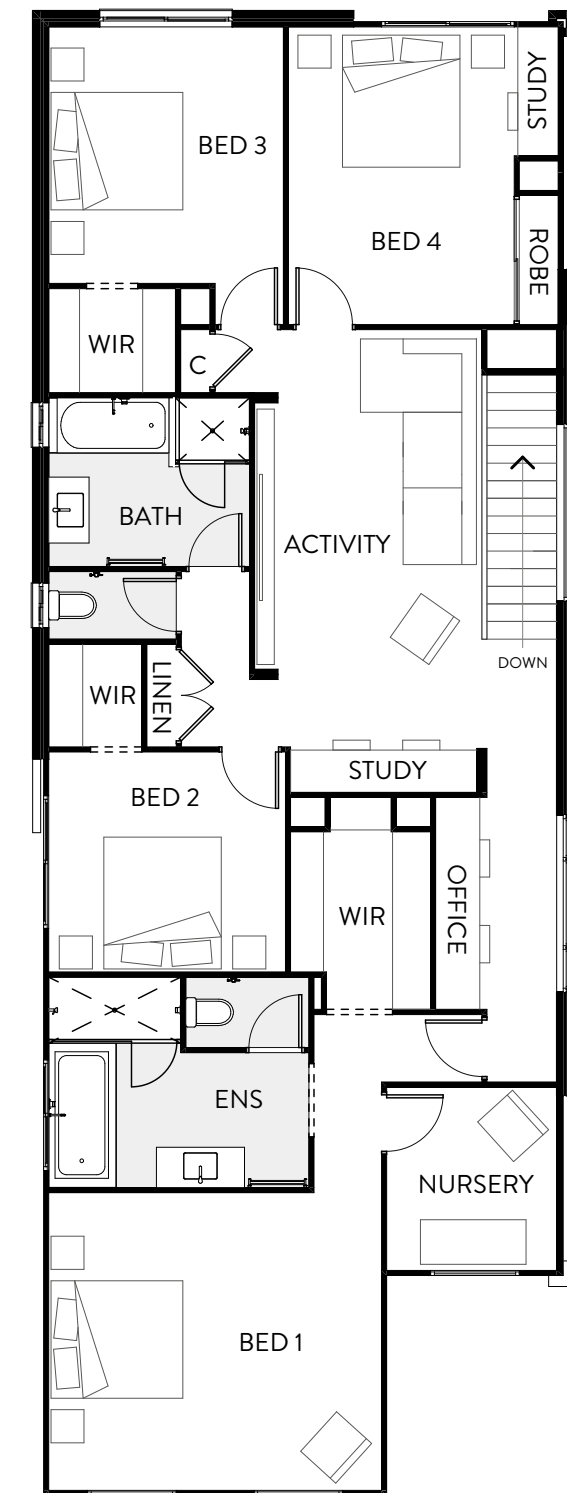 STUDY
BED 3
BED 4
ROBE
WIR
C
BATH
ACTIVITY
DOWN
WIR
LINEN
STUDY
BED 2
OFFICE
WIR
ENS
NURSERY
BED 1